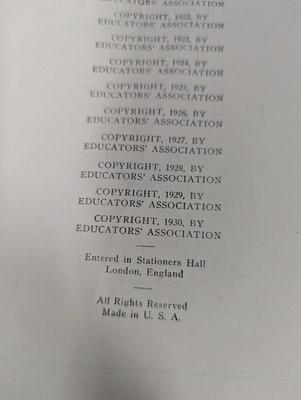 EDUCATORS' ASSOCIATION
COPYRIGHT, 1922, BY
EDUCATORS' ASSOCIATION
COPYRIGHT, 1923, BY
EDUCATORS' ASSOCIATION
COPYRIGHT, 1924, BY
EDUCATORS' ASSOCIATION
COPYRIGHT, 1925, BY
EDUCATORS' ASSOCIATION
COPYRIGHT, 1926, BY
EDUCATORS' ASSOCIATION
COPYRIGHT, 1927, BY
EDUCATORS' ASSOCIATION
COPYRIGHT, 1928, BY
EDUCATORS' ASSOCIATION
COPYRIGHT, 1929, BY
EDUCATORS' ASSOCIATION
COPYRIGHT, 1930, BY
EDUCATORS' ASSOCIATION
Entered in Stationers Hall
London, England
All Rights Reserved
Made in U. S. A.